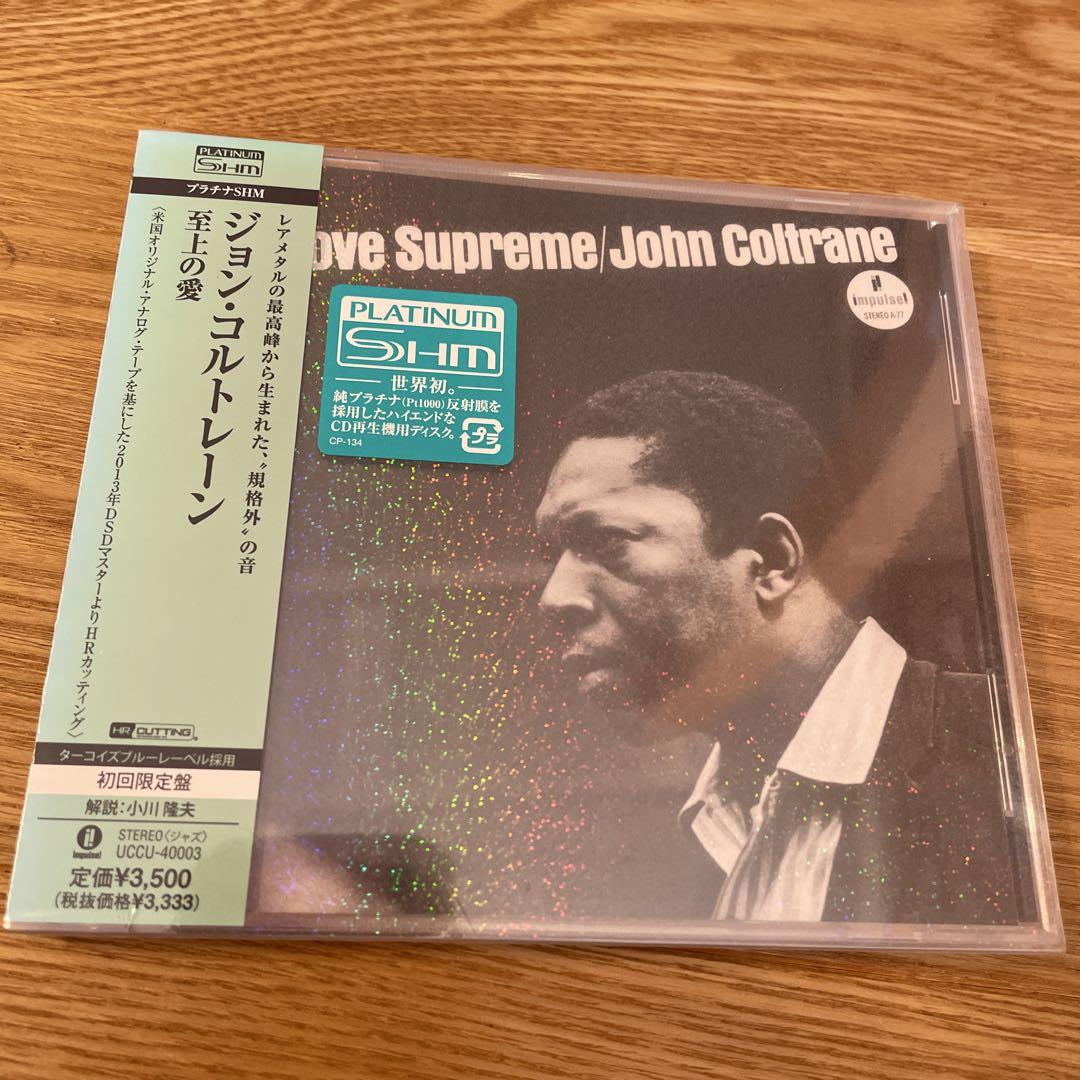 PLATINUM
SHM
プラチナSHM
レアメタルの最高峰から生まれた、"規格外"の音
ジョン・コルトレーン
至上の愛
〈米国オリジナル・アナログ・テープを基にした2013年DSDマスターよりHRカッティング〉
HR CUTTING
ターコイズブルーレーベル採用
初回限定盤
解説:小川 隆夫
impulse!
STEREO〈ジャズ〉
UCCU-40003
定価¥3,500
(税抜価格¥3,333)
ove Supreme/John Coltrane
impulse!
STEREO A-77
PLATINUM
SHM
世界初。
純プラチナ(Pt1000)反射膜を
採用したハイエンドな
CD再生機用ディスク。
CP-134
プラ